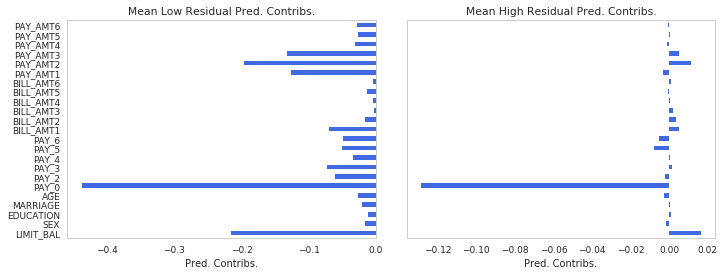 Mean Low Residual Pred. Contribs.
Mean High Residual Pred. Contribs.
PAY_AMT6
PAY_AMT5
PAY_AMT4
PAY_AMT3
PAY_AMT2
PAY_AMT1
BILL_AMT6
BILL_AMT5
BILL_AMT4
BILL_AMT3
BILL_AMT2
BILL_AMT1
PAY_6
PAY_5
PAY_4
PAY_3
PAY_2
PAY_0
AGE
MARRIAGE
EDUCATION
SEX
LIMIT_BAL
−0.4 −0.3 −0.2 −0.1 0.0
−0.12 −0.10 −0.08 −0.06 −0.04 −0.02 0.00 0.02
Pred. Contribs.
Pred. Contribs.